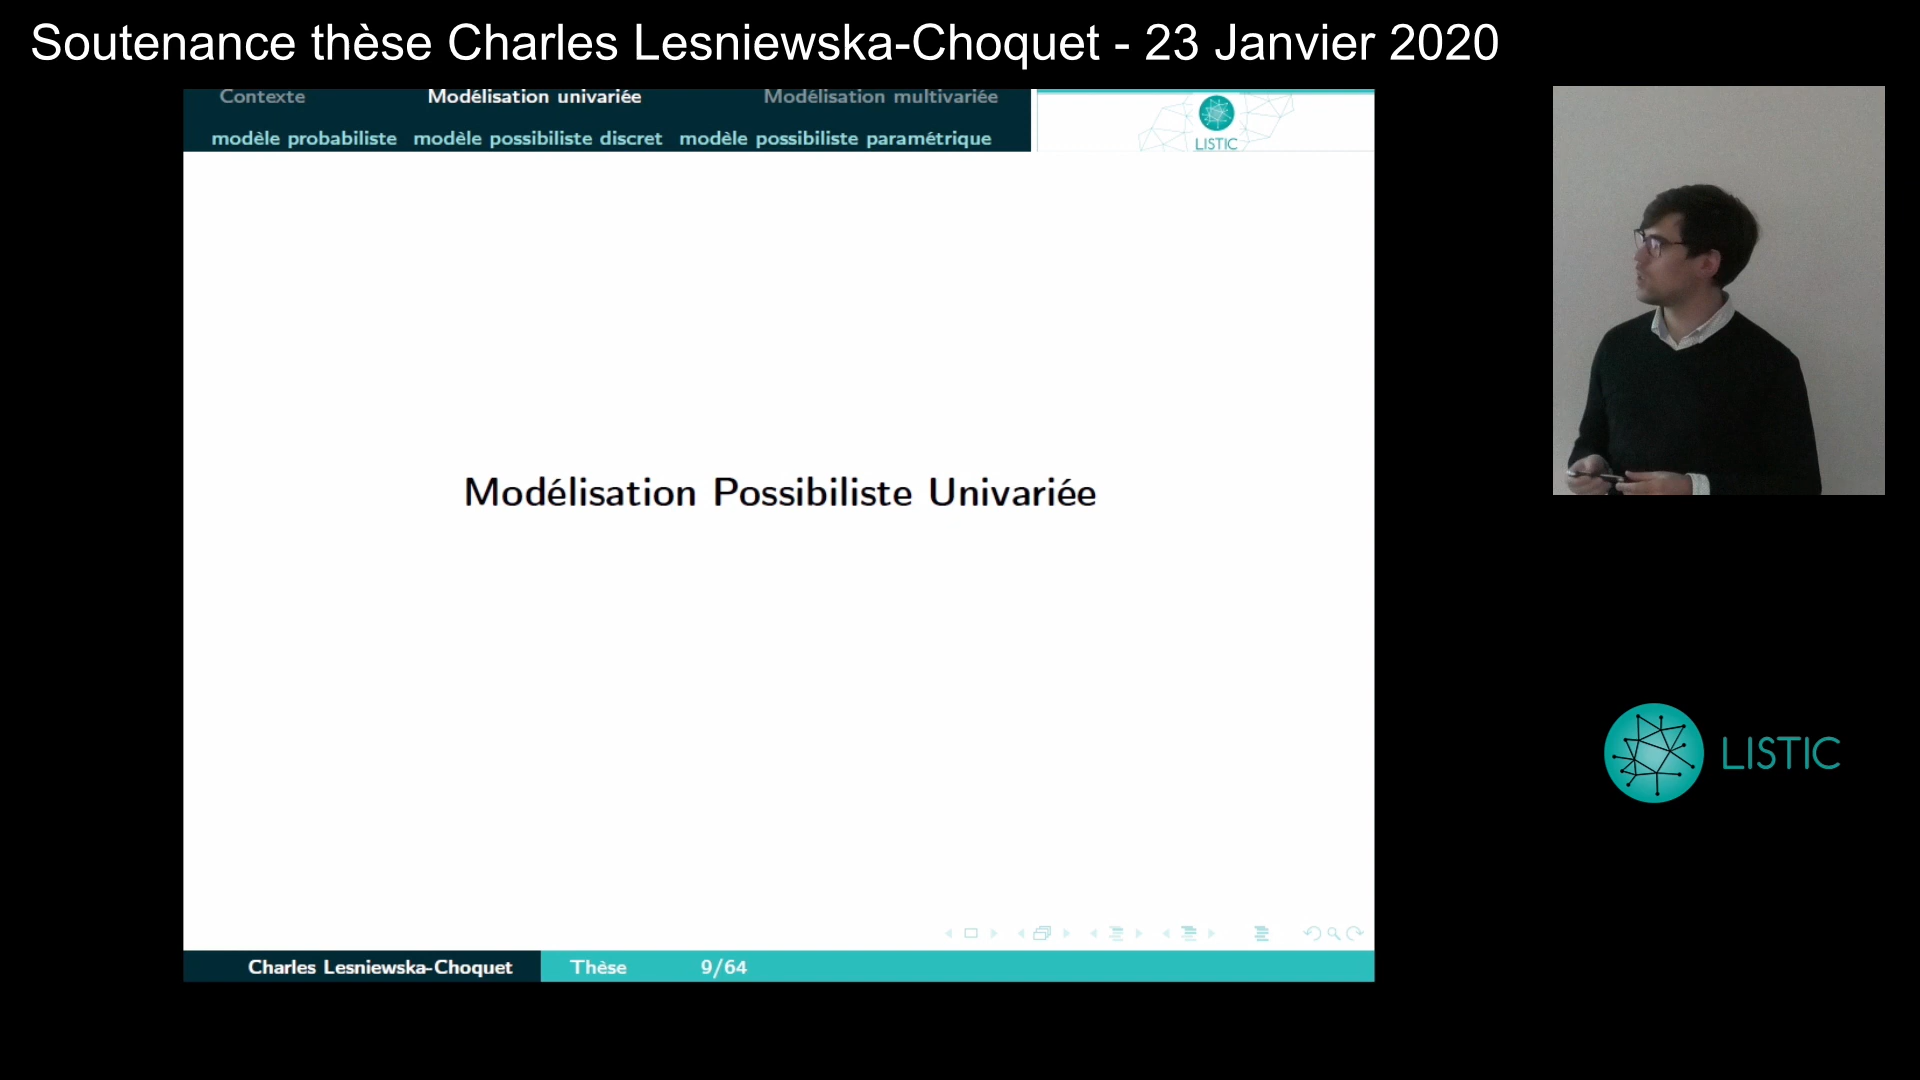 Soutenance thèse Charles Lesniewska-Choquet - 23 Janvier 2020
Contexte Modélisation univariée Modélisation multivariée
modèle probabiliste modèle possibiliste discret modèle possibiliste paramétrique
LISTIC
Modélisation Possibiliste Univariée
LISTIC
Charles Lesniewska-Choquet Thèse 9/64